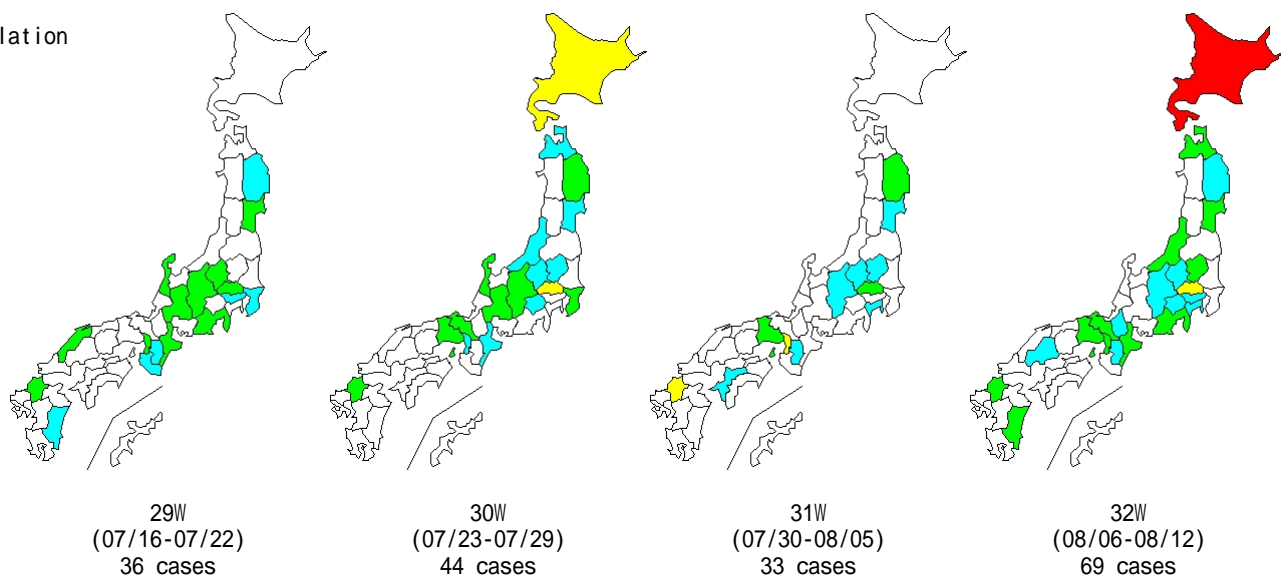 lation
29W
(07/16-07/22)
36 cases
30W
(07/23-07/29)
44 cases
31W
(07/30-08/05)
33 cases
32W
(08/06-08/12)
69 cases